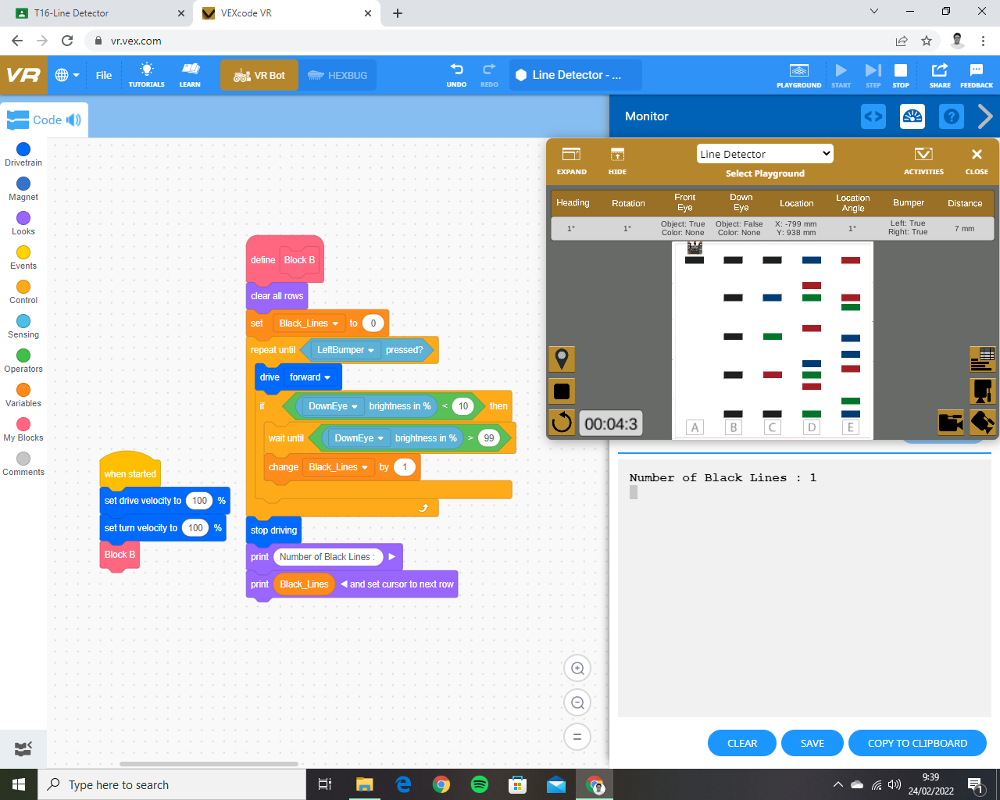 T16-Line Detector
VEXcode VR
vr.vex.com
VR
File
TUTORIALS
LEARN
VR Bot
HEXBUG
UNDO
REDO
Line Detector - ...
PLAYGROUND
START
STEP
STOP
SHARE
FEEDBACK
Code
Monitor
Drivetrain
Magnet
Looks
Events
Control
Sensing
Operators
Variables
My Blocks
Comments
when started
set drive velocity to 100 %
set turn velocity to 100 %
Block B
define Block B
clear all rows
set Black_Lines to 0
repeat until LeftBumper pressed?
drive forward
if DownEye brightness in % < 10 then
wait until DownEye brightness in % > 99
change Black_Lines by 1
stop driving
print Number of Black Lines :
print Black_Lines and set cursor to next row
EXPAND
HIDE
Line Detector
Select Playground
ACTIVITIES
CLOSE
Heading Rotation Front Eye Down Eye Location Location Angle Bumper Distance
1° 1° Object: True Object: False X: -799 mm 1° Left: True 7 mm
Color: None Color: None Y: 938 mm Right: True
A B C D E
00:04:3
Number of Black Lines : 1
CLEAR
SAVE
COPY TO CLIPBOARD
Type here to search
9:39
24/02/2022
1